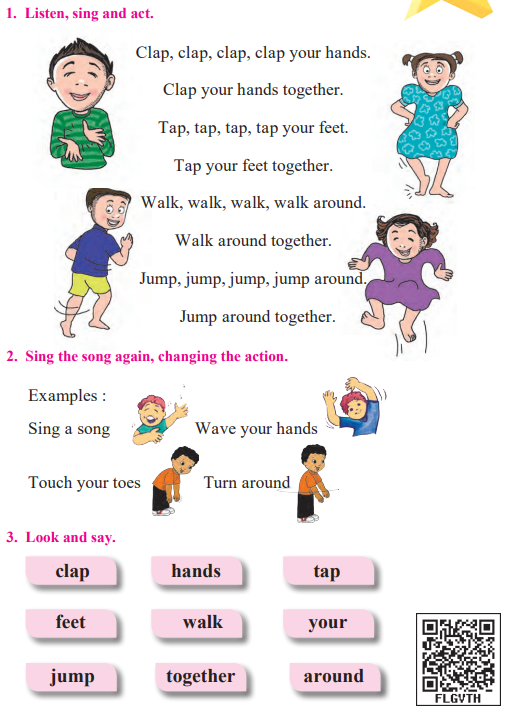 1. Listen, sing and act.
Clap, clap, clap, clap your hands.
Clap your hands together.
Tap, tap, tap, tap your feet.
Tap your feet together.
Walk, walk, walk, walk around.
Walk around together.
Jump, jump, jump, jump around.
Jump around together.
2. Sing the song again, changing the action.
Examples :
Sing a song Wave your hands
Touch your toes Turn around
3. Look and say.
clap hands tap
feet walk your
jump together around
FLGVTH